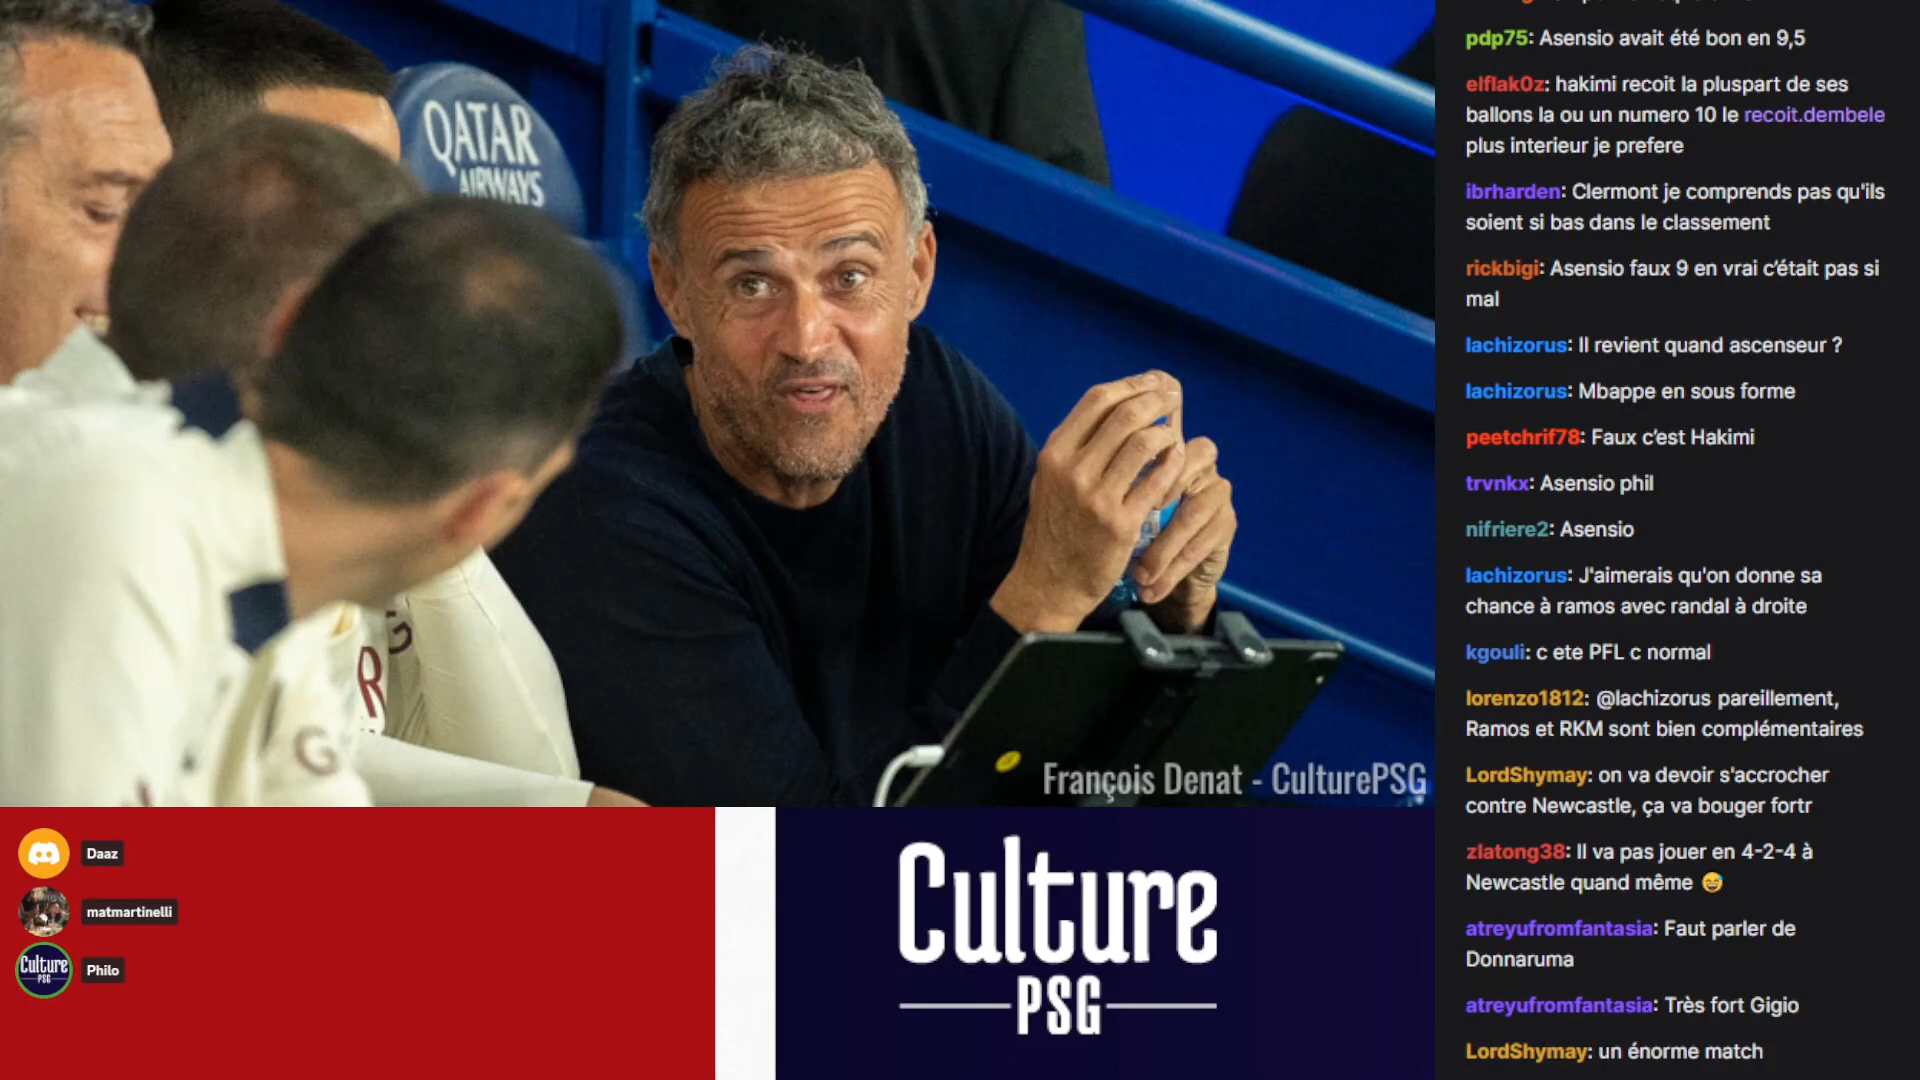 QATAR
AIRWAYS
G
R
G
François Denat - CulturePSG
Daaz
matmartinelli
Culture
PSG
Philo
Culture
PSG
pdp75: Asensio avait été bon en 9,5
elflak0z: hakimi recoit la pluspart de ses
ballons la ou un numero 10 le recoit.dembele
plus interieur je prefere
ibrharden: Clermont je comprends pas qu'ils
soient si bas dans le classement
rickbigi: Asensio faux 9 en vrai c’était pas si
mal
lachizorus: Il revient quand ascenseur ?
lachizorus: Mbappe en sous forme
peetchrif78: Faux c’est Hakimi
trvnkx: Asensio phil
nifriere2: Asensio
lachizorus: J'aimerais qu'on donne sa
chance à ramos avec randal à droite
kgouli: c ete PFL c normal
lorenzo1812: @lachizorus pareillement,
Ramos et RKM sont bien complémentaires
LordShymay: on va devoir s'accrocher
contre Newcastle, ça va bouger fortr
zlatong38: Il va pas jouer en 4-2-4 à
Newcastle quand même 😅
atreyufromfantasia: Faut parler de
Donnaruma
atreyufromfantasia: Très fort Gigio
LordShymay: un énorme match